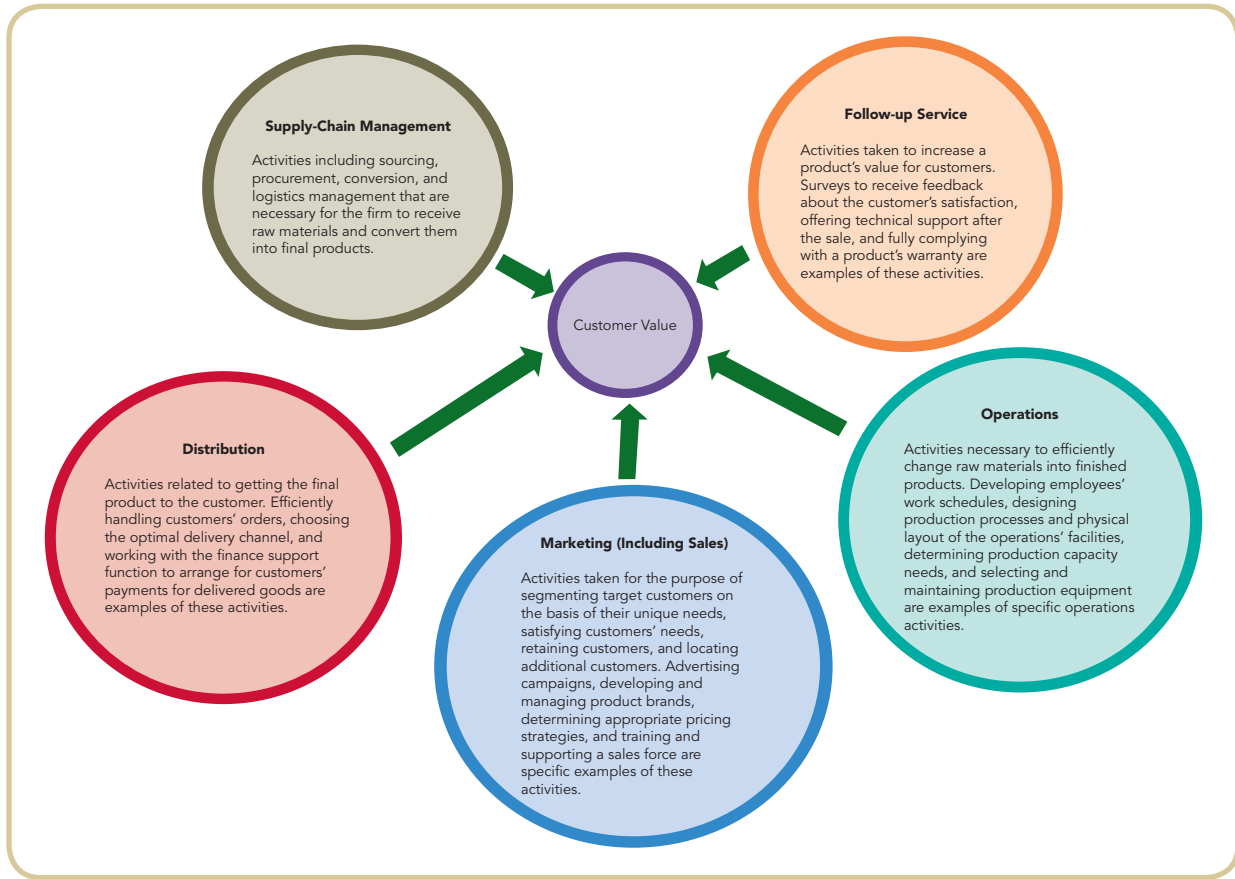 Supply-Chain Management
Activities including sourcing,
procurement, conversion, and
logistics management that are
necessary for the firm to receive
raw materials and convert them
into final products.
Follow-up Service
Activities taken to increase a
product’s value for customers.
Surveys to receive feedback
about the customer’s satisfaction,
offering technical support after
the sale, and fully complying
with a product’s warranty are
examples of these activities.
Customer Value
Distribution
Activities related to getting the final
product to the customer. Efficiently
handling customers’ orders, choosing
the optimal delivery channel, and
working with the finance support
function to arrange for customers’
payments for delivered goods are
examples of these activities.
Marketing (Including Sales)
Activities taken for the purpose of
segmenting target customers on
the basis of their unique needs,
satisfying customers’ needs,
retaining customers, and locating
additional customers. Advertising
campaigns, developing and
managing product brands,
determining appropriate pricing
strategies, and training and
supporting a sales force are
specific examples of these
activities.
Operations
Activities necessary to efficiently
change raw materials into finished
products. Developing employees’
work schedules, designing
production processes and physical
layout of the operations’ facilities,
determining production capacity
needs, and selecting and
maintaining production equipment
are examples of specific operations
activities.